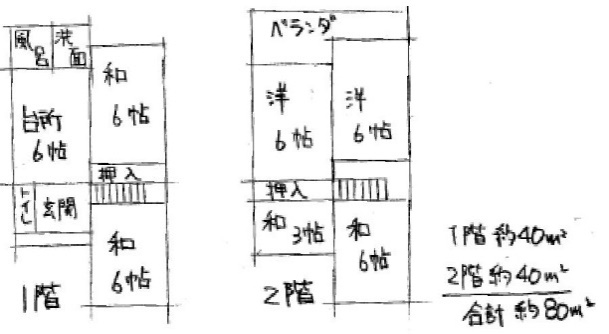 風呂
洗面
和
6帖
台所
6帖
押入
トイレ
玄関
和
6帖
1階
ベランダ
洋
6帖
洋
6帖
押入
和 3帖
和
6帖
2階
1階 約40m²
2階 約40m²
合計 約80m²